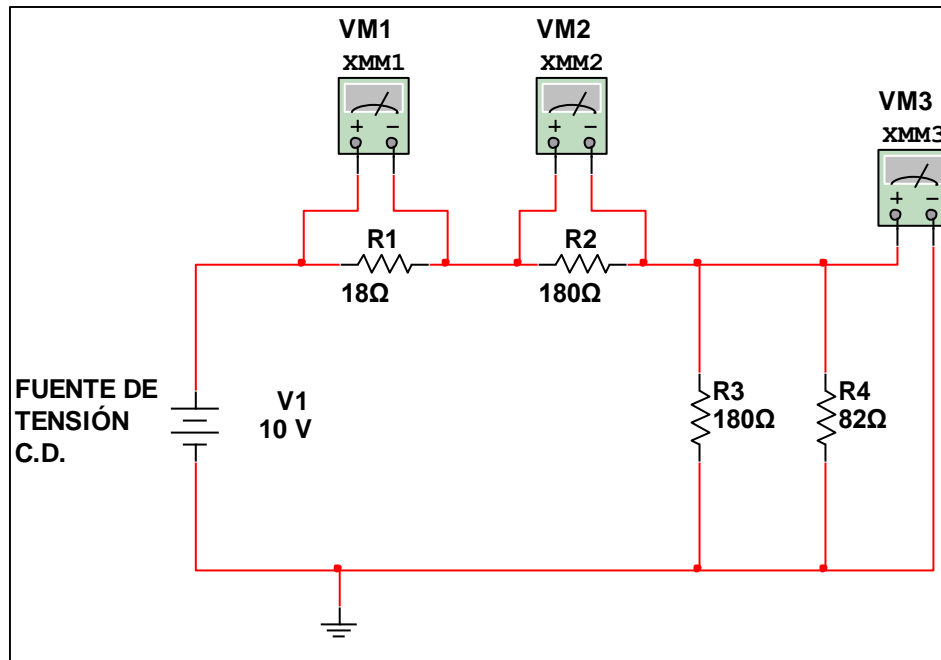 VM1
XMM1
VM2
XMM2
VM3
XMM3
R1
18Ω
R2
180Ω
FUENTE DE
TENSIÓN
C.D.
V1
10 V
R3
180Ω
R4
82Ω